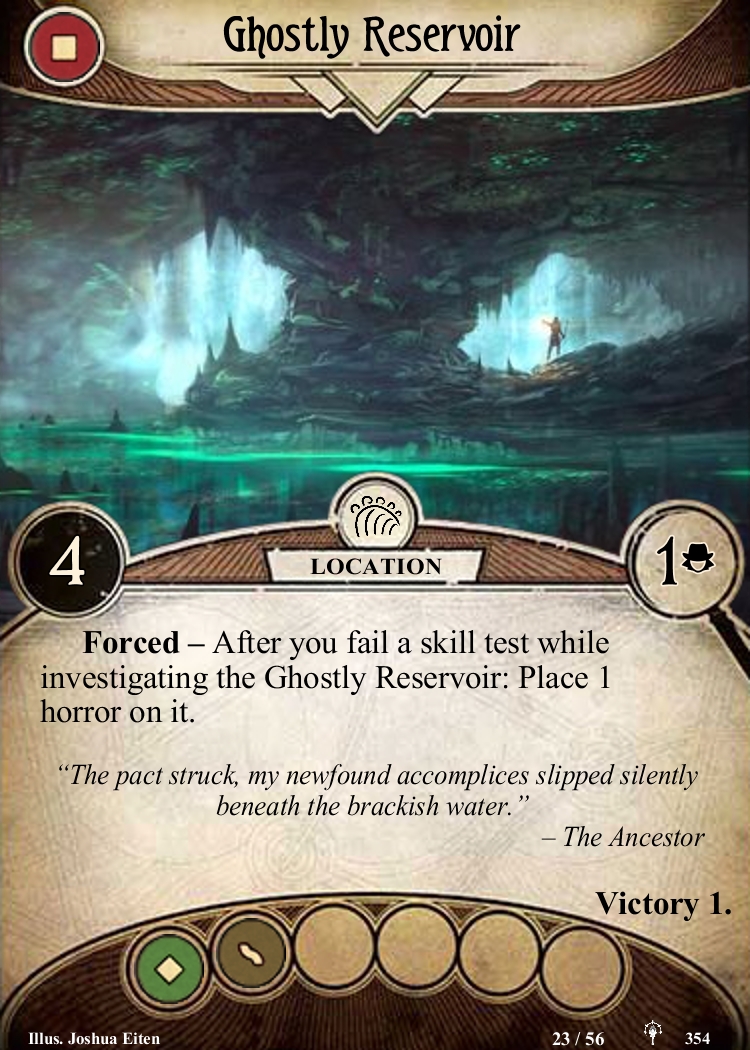 Ghostly Reservoir
4
LOCATION
1
Forced – After you fail a skill test while
investigating the Ghostly Reservoir: Place 1
horror on it.
“The pact struck, my newfound accomplices slipped silently
beneath the brackish water.”
– The Ancestor
Victory 1.
Illus. Joshua Eiten
23 / 56
354